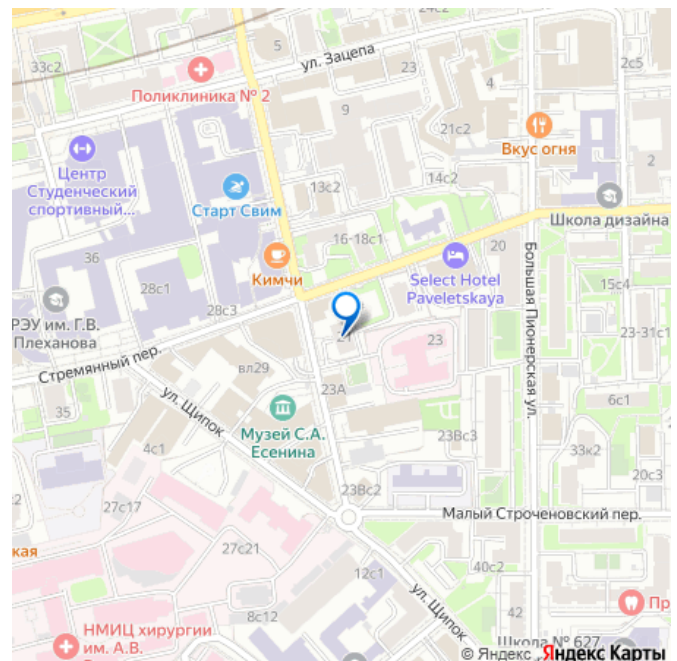 24с2
33с2
5
ул. Зацепа
23
2с5
Поликлиника № 2
4
9
21с2
Вкус огня
2
Центр
Студенческий
спортивный...
13с2
14с2
Старт Свим
Школа дизайна
16-18с1
36
Кимчи
20
Select Hotel
Paveletskaya
28с1
28с3
15с4
РЭУ им. Г.В.
Плеханова
21
23
23-31с1
Большая Пионерская ул.
Стремянный пер.
вл29
23А
6с1
35
ул. Щипок
Музей С.А.
Есенина
4с1
23Вс3
33к2
20с3
23Вс2
27с17
Малый Строченовский пер.
кая
27с21
12с1
40с2
8с12
ул. Щипок
42
Пр
НМИЦ хирургии
им. А.В.
Школа № 627
© Яндекс Яндекс Карты